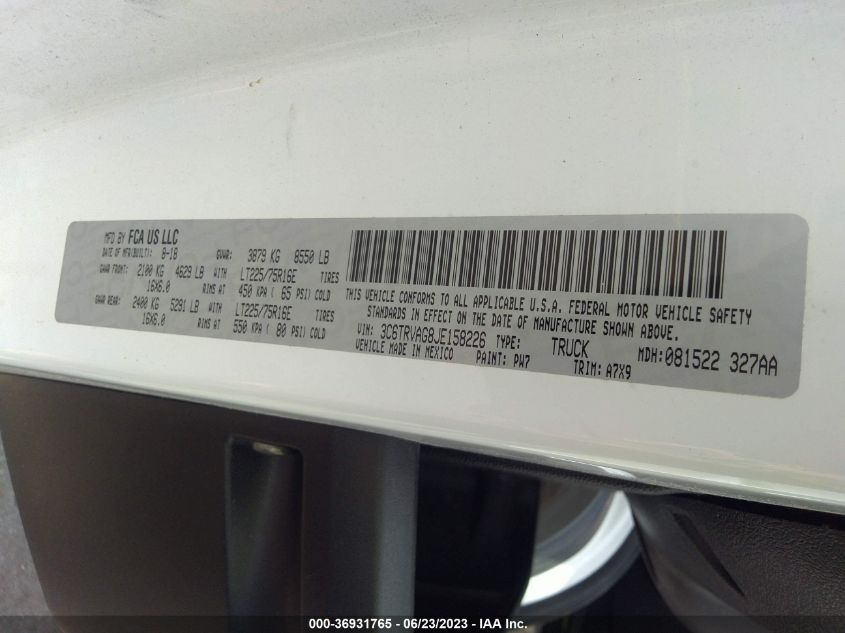 MFD BY FCA US LLC
DATE OF MFR(BUILT): 8-18 GVWR: 3879 KG 8550 LB
GAWR FRONT: 2100 KG 4629 LB WITH LT225/75R16E TIRES
16X6.0 RIMS AT 450 KPA ( 65 PSI) COLD
GAWR REAR: 2400 KG 5291 LB WITH LT225/75R16E TIRES
16X6.0 RIMS AT 550 KPA ( 80 PSI) COLD
THIS VEHICLE CONFORMS TO ALL APPLICABLE U.S.A. FEDERAL MOTOR VEHICLE SAFETY
STANDARDS IN EFFECT ON THE DATE OF MANUFACTURE SHOWN ABOVE.
VIN: 3C6TRVAG8JE158226 TYPE: TRUCK MDH: 081522 327AA
VEHICLE MADE IN MEXICO PAINT: PW7 TRIM: A7X9
000-36931765 - 06/23/2023 - IAA Inc.